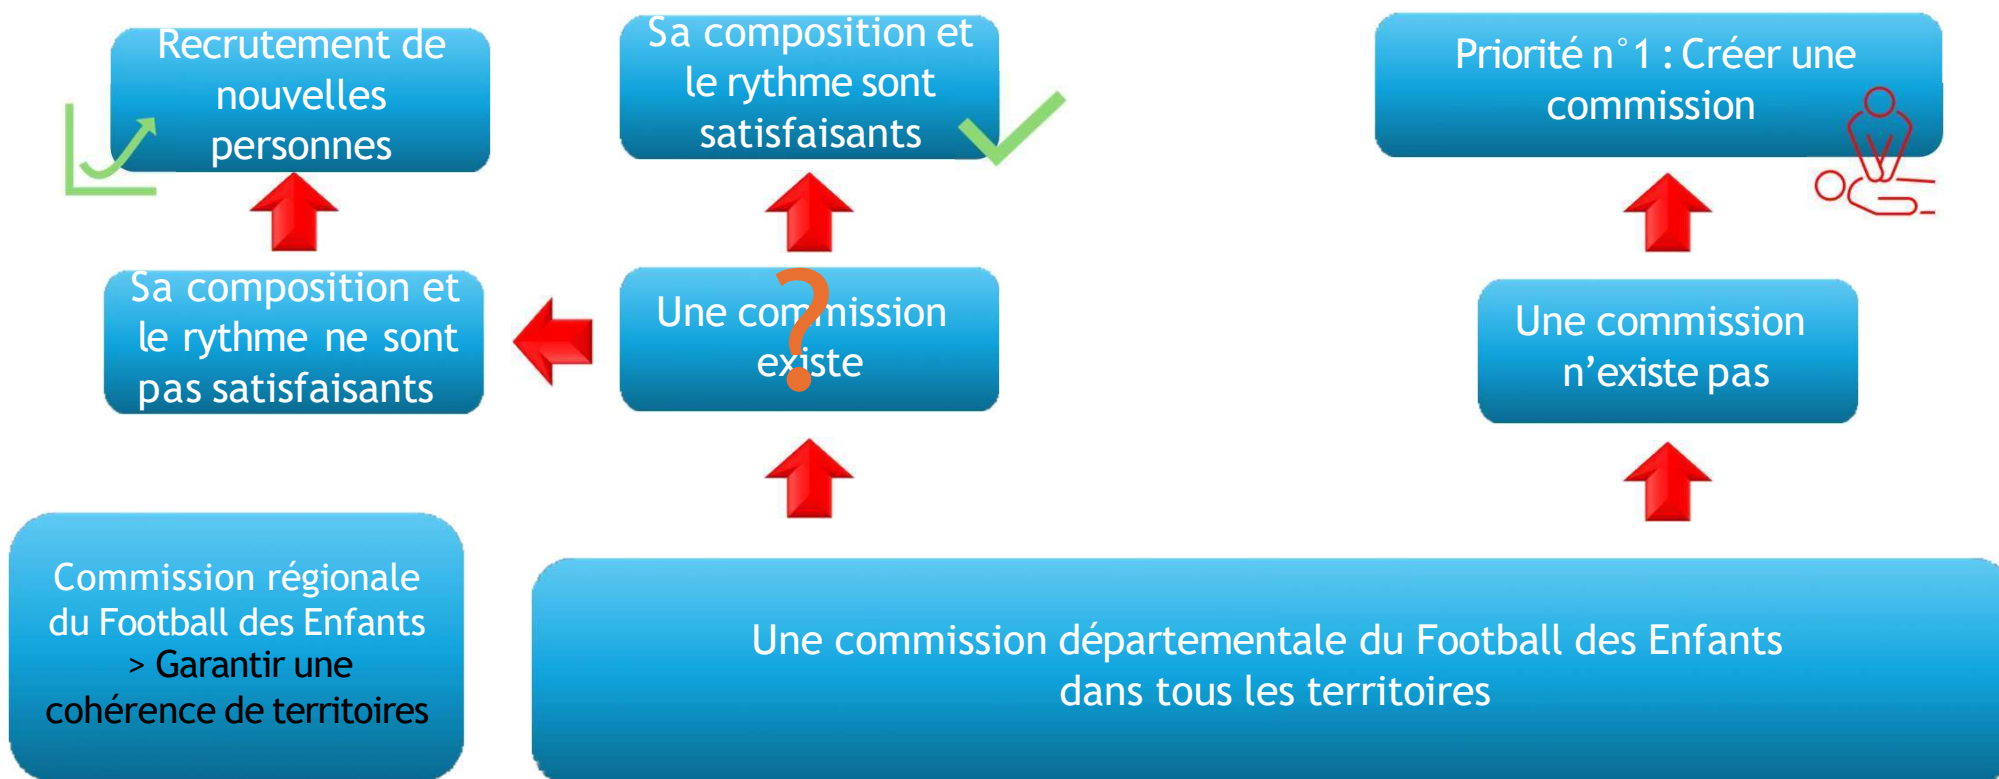 Recrutement de
nouvelles
personnes
Sa composition et
le rythme sont
satisfaisants
Priorité n°1 : Créer une
commission
Sa composition et
le rythme ne sont
pas satisfaisants
Une commission
existe
?
Une commission
n’existe pas
Commission régionale
du Football des Enfants
> Garantir une
cohérence de territoires
Une commission départementale du Football des Enfants
dans tous les territoires